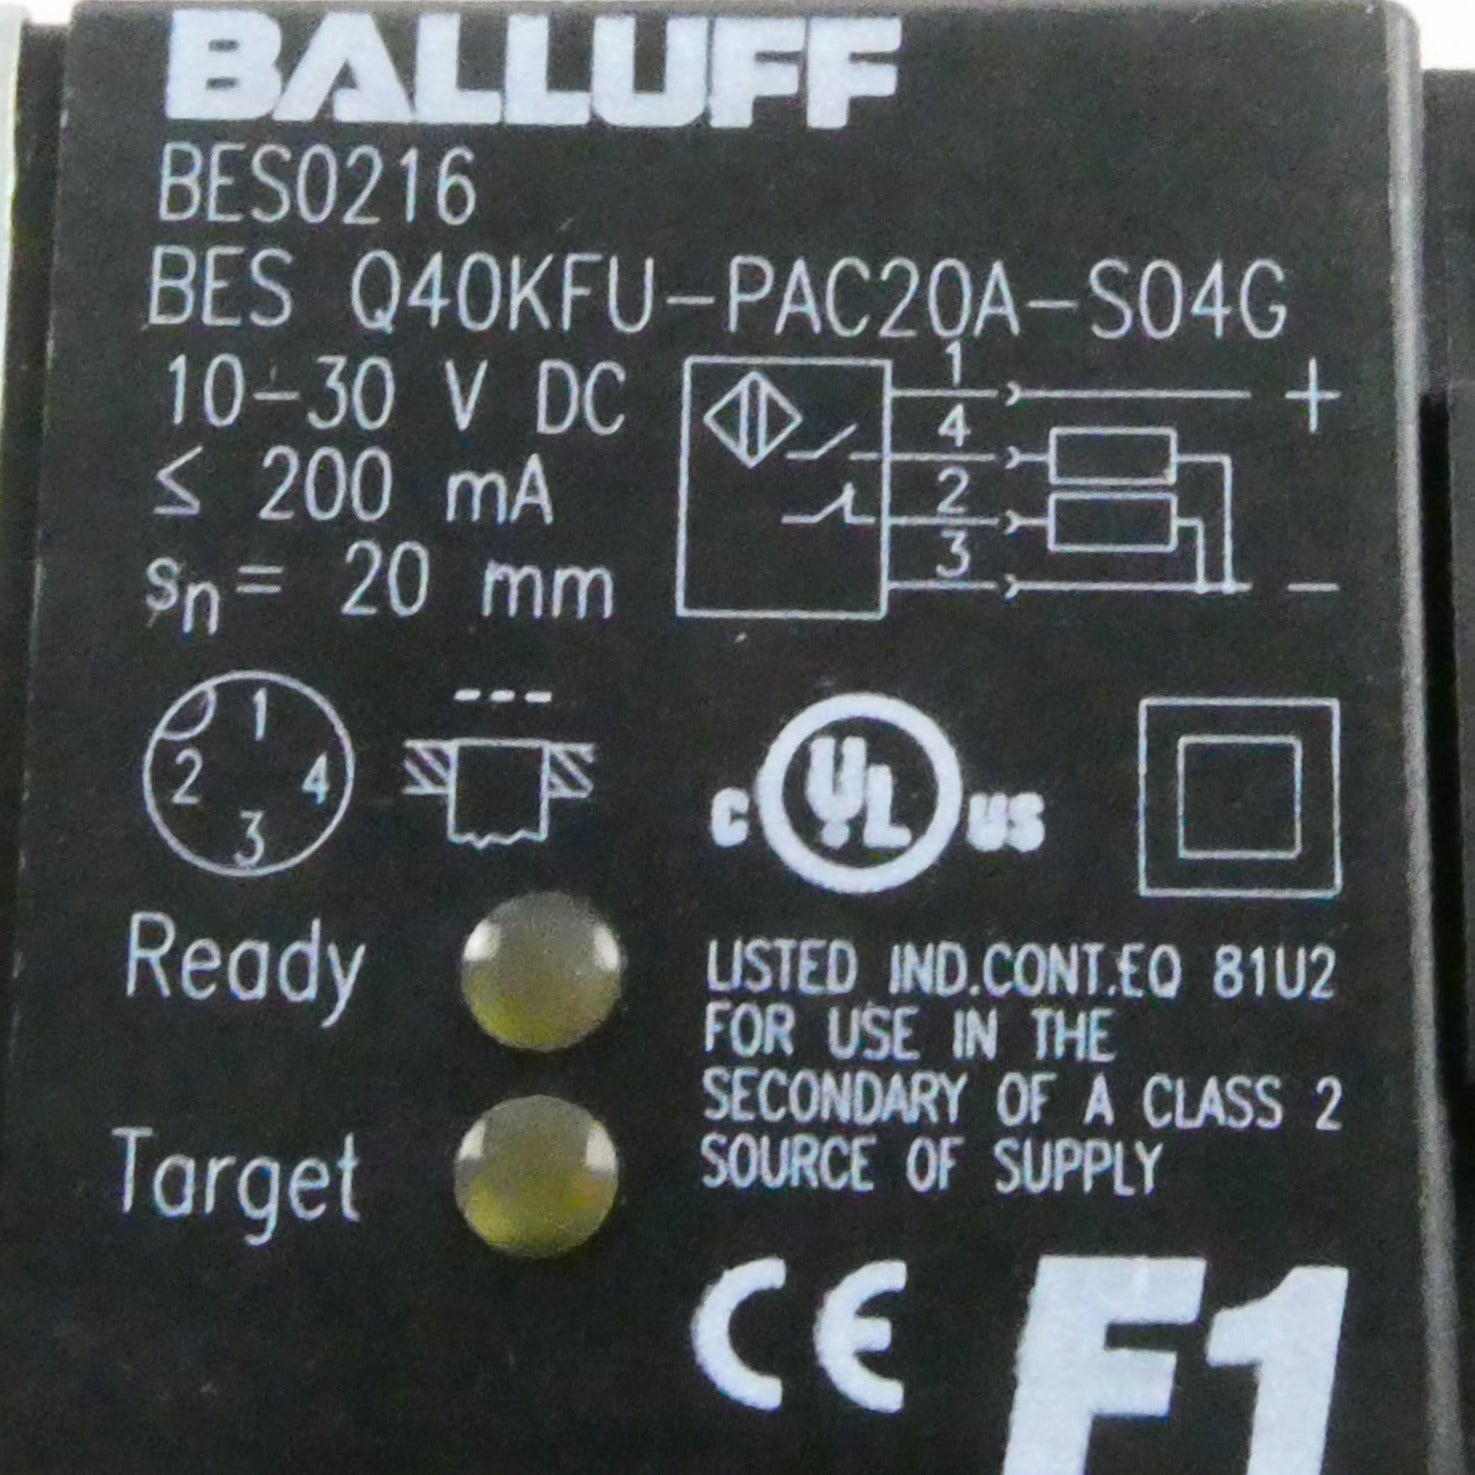 BALLUFF
BES0216
BES Q40KFU-PAC20A-S04G
10-30 V DC
≤ 200 mA
sn= 20 mm
1
4
2
3
+
-
1
2 4
3
C UL US
Ready
Target
LISTED IND.CONT.EQ 81U2
FOR USE IN THE
SECONDARY OF A CLASS 2
SOURCE OF SUPPLY
CE
F1